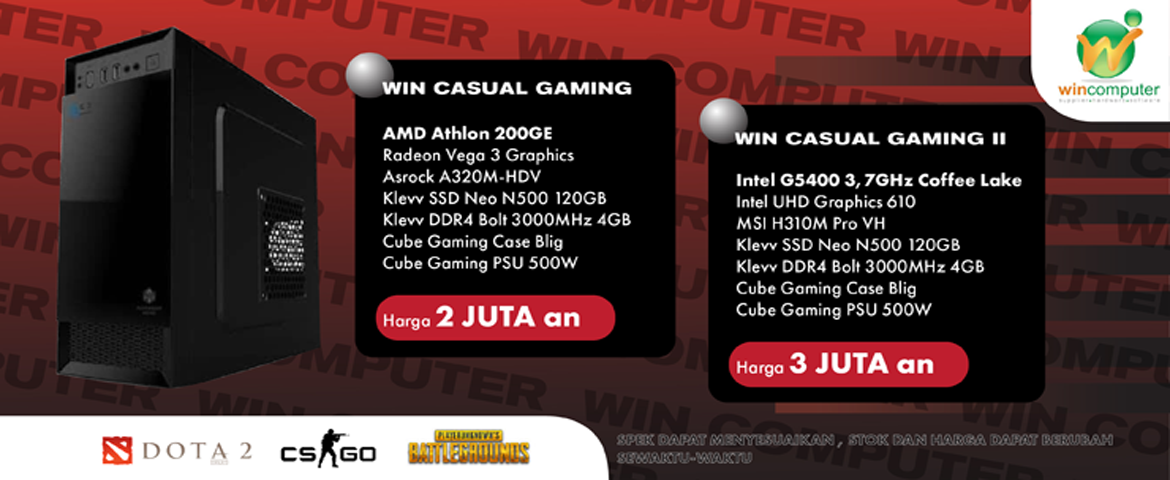 wincomputer
WIN CASUAL GAMING
AMD Athlon 200GE
Radeon Vega 3 Graphics
Asrock A320M-HDV
Klevv SSD Neo N500 120GB
Klevv DDR4 Bolt 3000MHz 4GB
Cube Gaming Case Blig
Cube Gaming PSU 500W
Harga 2 JUTA an
WIN CASUAL GAMING II
Intel G5400 3,7GHz Coffee Lake
Intel UHD Graphics 610
MSI H310M Pro VH
Klevv SSD Neo N500 120GB
Klevv DDR4 Bolt 3000MHz 4GB
Cube Gaming Case Blig
Cube Gaming PSU 500W
Harga 3 JUTA an
DOTA 2
CS GO
PLAYERUNKNOWN'S
BATTLEGROUNDS
SPEK DAPAT MENYESUAIKAN , STOK DAN HARGA DAPAT BERUBAH
SEWAKTU-WAKTU
WIN COMPUTER